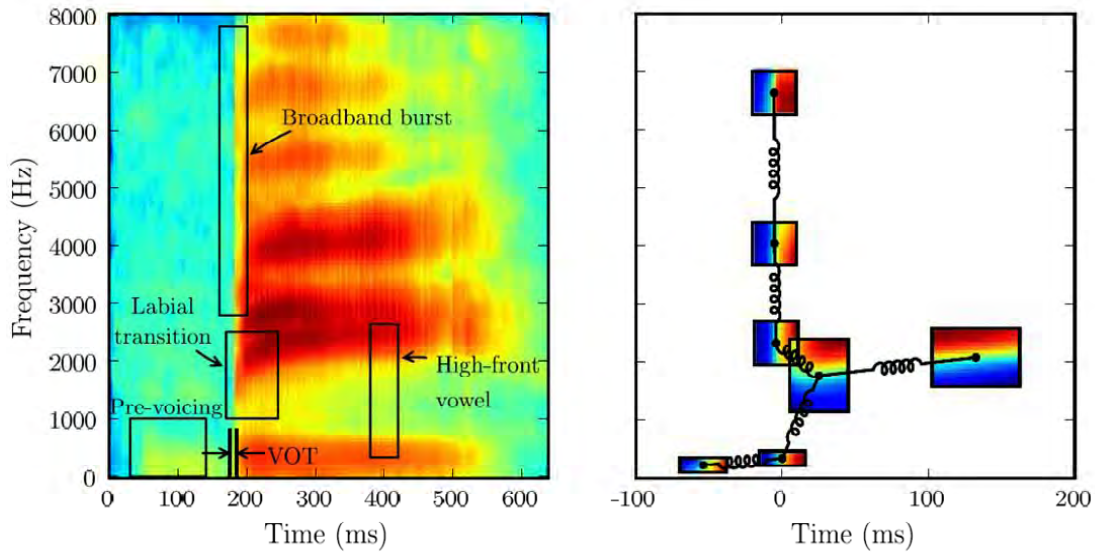 8000
7000
6000
5000
4000
3000
2000
1000
0
Frequency (Hz)
Broadband burst
Labial
transition
Pre-voicing
VOT
High-front
vowel
0
100
200
300
400
500
600
Time (ms)
-100
0
100
200
Time (ms)